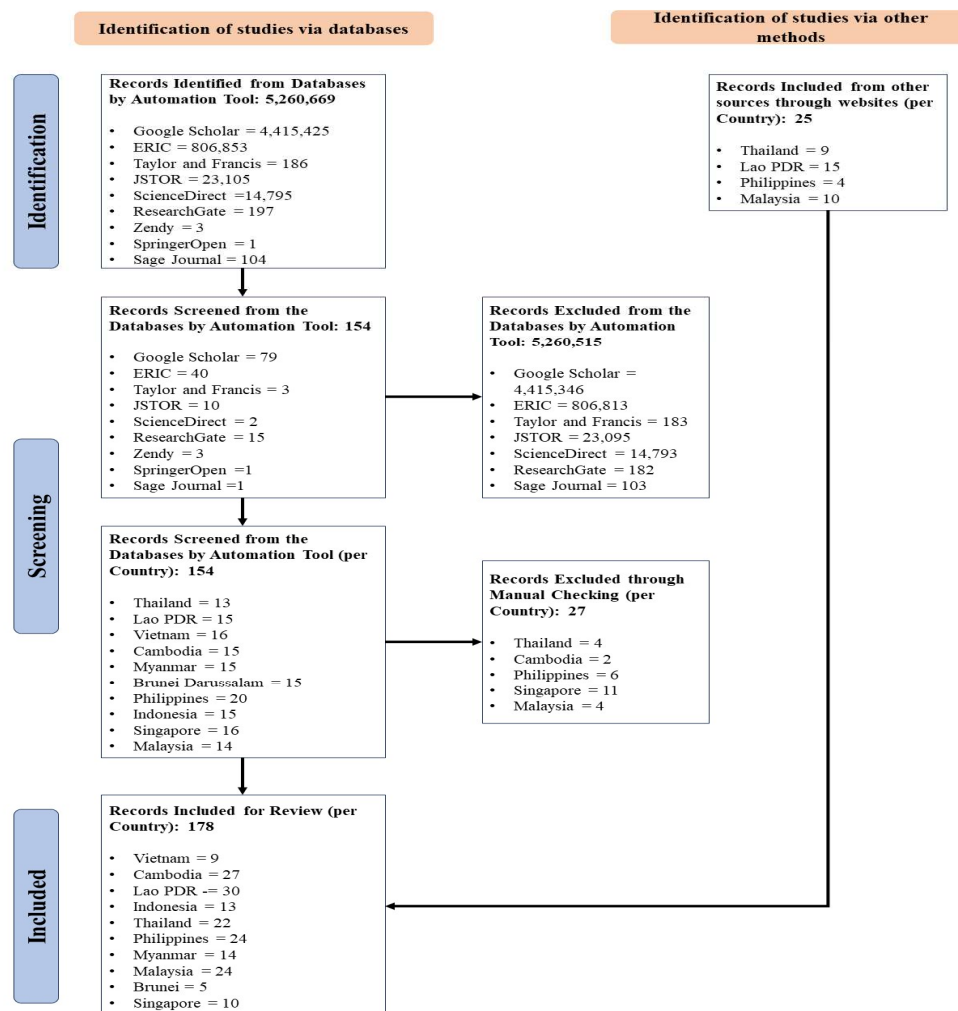 Identification of studies via databases
Identification of studies via other
methods
Identification
Records Identified from Databases
by Automation Tool: 5,260,669
• Google Scholar = 4,415,425
• ERIC = 806,853
• Taylor and Francis = 186
• JSTOR = 23,105
• ScienceDirect =14,795
• ResearchGate = 197
• Zendy = 3
• SpringerOpen = 1
• Sage Journal = 104
Records Included from other
sources through websites (per
Country): 25
• Thailand = 9
• Lao PDR = 15
• Philippines = 4
• Malaysia = 10
Screening
Records Screened from the
Databases by Automation Tool: 154
• Google Scholar = 79
• ERIC = 40
• Taylor and Francis = 3
• JSTOR = 10
• ScienceDirect = 2
• ResearchGate = 15
• Zendy = 3
• SpringerOpen =1
• Sage Journal =1
Records Excluded from the
Databases by Automation
Tool: 5,260,515
• Google Scholar =
4,415,346
• ERIC = 806,813
• Taylor and Francis = 183
• JSTOR = 23,095
• ScienceDirect = 14,793
• ResearchGate = 182
• Sage Journal = 103
Records Screened from the
Databases by Automation Tool (per
Country): 154
• Thailand = 13
• Lao PDR = 15
• Vietnam = 16
• Cambodia = 15
• Myanmar = 15
• Brunei Darussalam = 15
• Philippines = 20
• Indonesia = 15
• Singapore = 16
• Malaysia = 14
Records Excluded through
Manual Checking (per
Country): 27
• Thailand = 4
• Cambodia = 2
• Philippines = 6
• Singapore = 11
• Malaysia = 4
Included
Records Included for Review (per
Country): 178
• Vietnam = 9
• Cambodia = 27
• Lao PDR -= 30
• Indonesia = 13
• Thailand = 22
• Philippines = 24
• Myanmar = 14
• Malaysia = 24
• Brunei = 5
• Singapore = 10